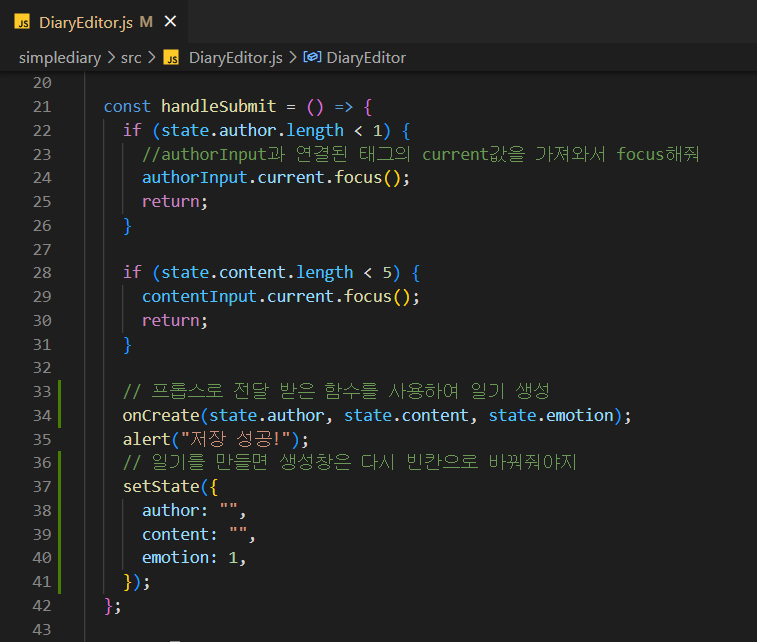 JS DiaryEditor.js M ×
simplediary > src > JS DiaryEditor.js > DiaryEditor
20
21 const handleSubmit = () => {
22 if (state.author.length < 1) {
23 //authorInput과 연결된 태그의 current값을 가져와서 focus해줘
24 authorInput.current.focus();
25 return;
26 }
27
28 if (state.content.length < 5) {
29 contentInput.current.focus();
30 return;
31 }
32
33 // 프롭스로 전달 받은 함수를 사용하여 일기 생성
34 onCreate(state.author, state.content, state.emotion);
35 alert("저장 성공!");
36 // 일기를 만들면 생성창은 다시 빈칸으로 바꿔줘야지
37 setState({
38 author: "",
39 content: "",
40 emotion: 1,
41 });
42 };
43